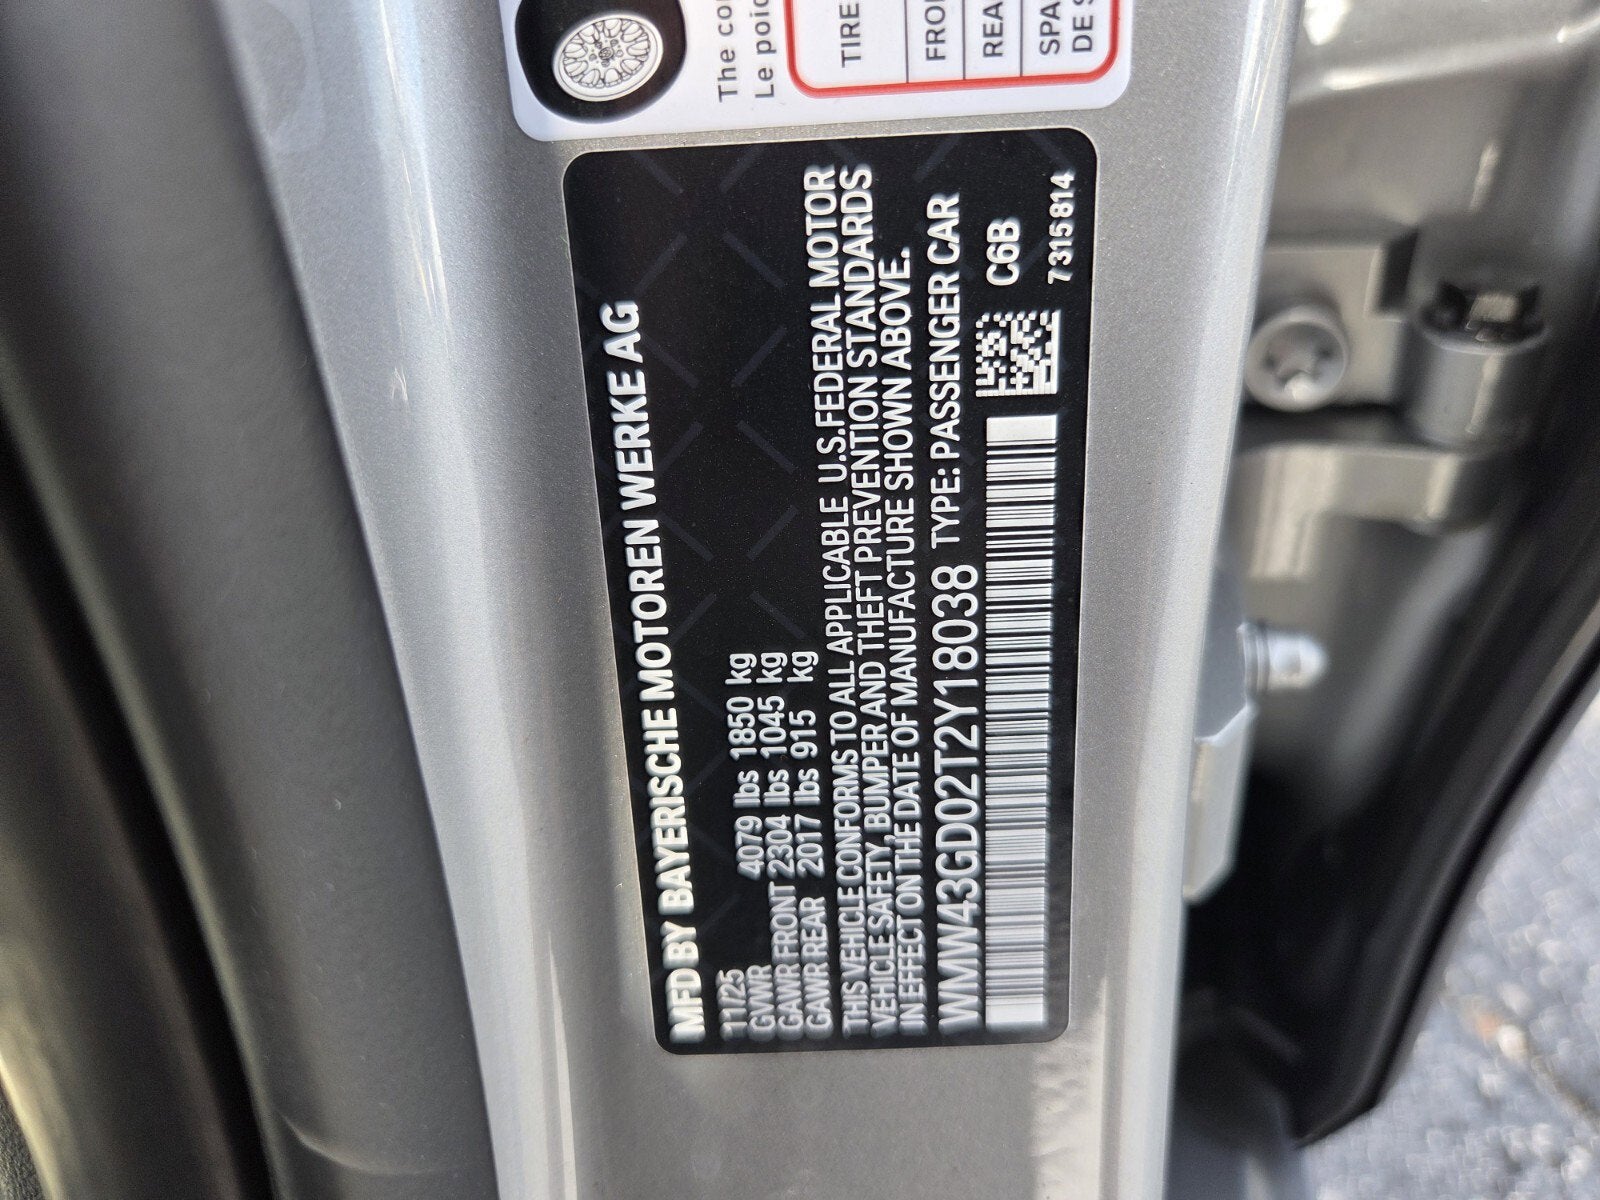 The co
Le poi
TIRE
FRO
REA
SPA
DE S
MFD BY BAYERISCHE MOTOREN WERKE AG
11/25
GVWR 4079 lbs 1850 kg
GAWR FRONT 2304 lbs 1045 kg
GAWR REAR 2017 lbs 915 kg
THIS VEHICLE CONFORMS TO ALL APPLICABLE U.S.FEDERAL MOTOR
VEHICLE SAFETY, BUMPER AND THEFT PREVENTION STANDARDS
IN EFFECT ON THE DATE OF MANUFACTURE SHOWN ABOVE.
WMW43GD02T2Y18038 TYPE: PASSENGER CAR
C6B
7315814